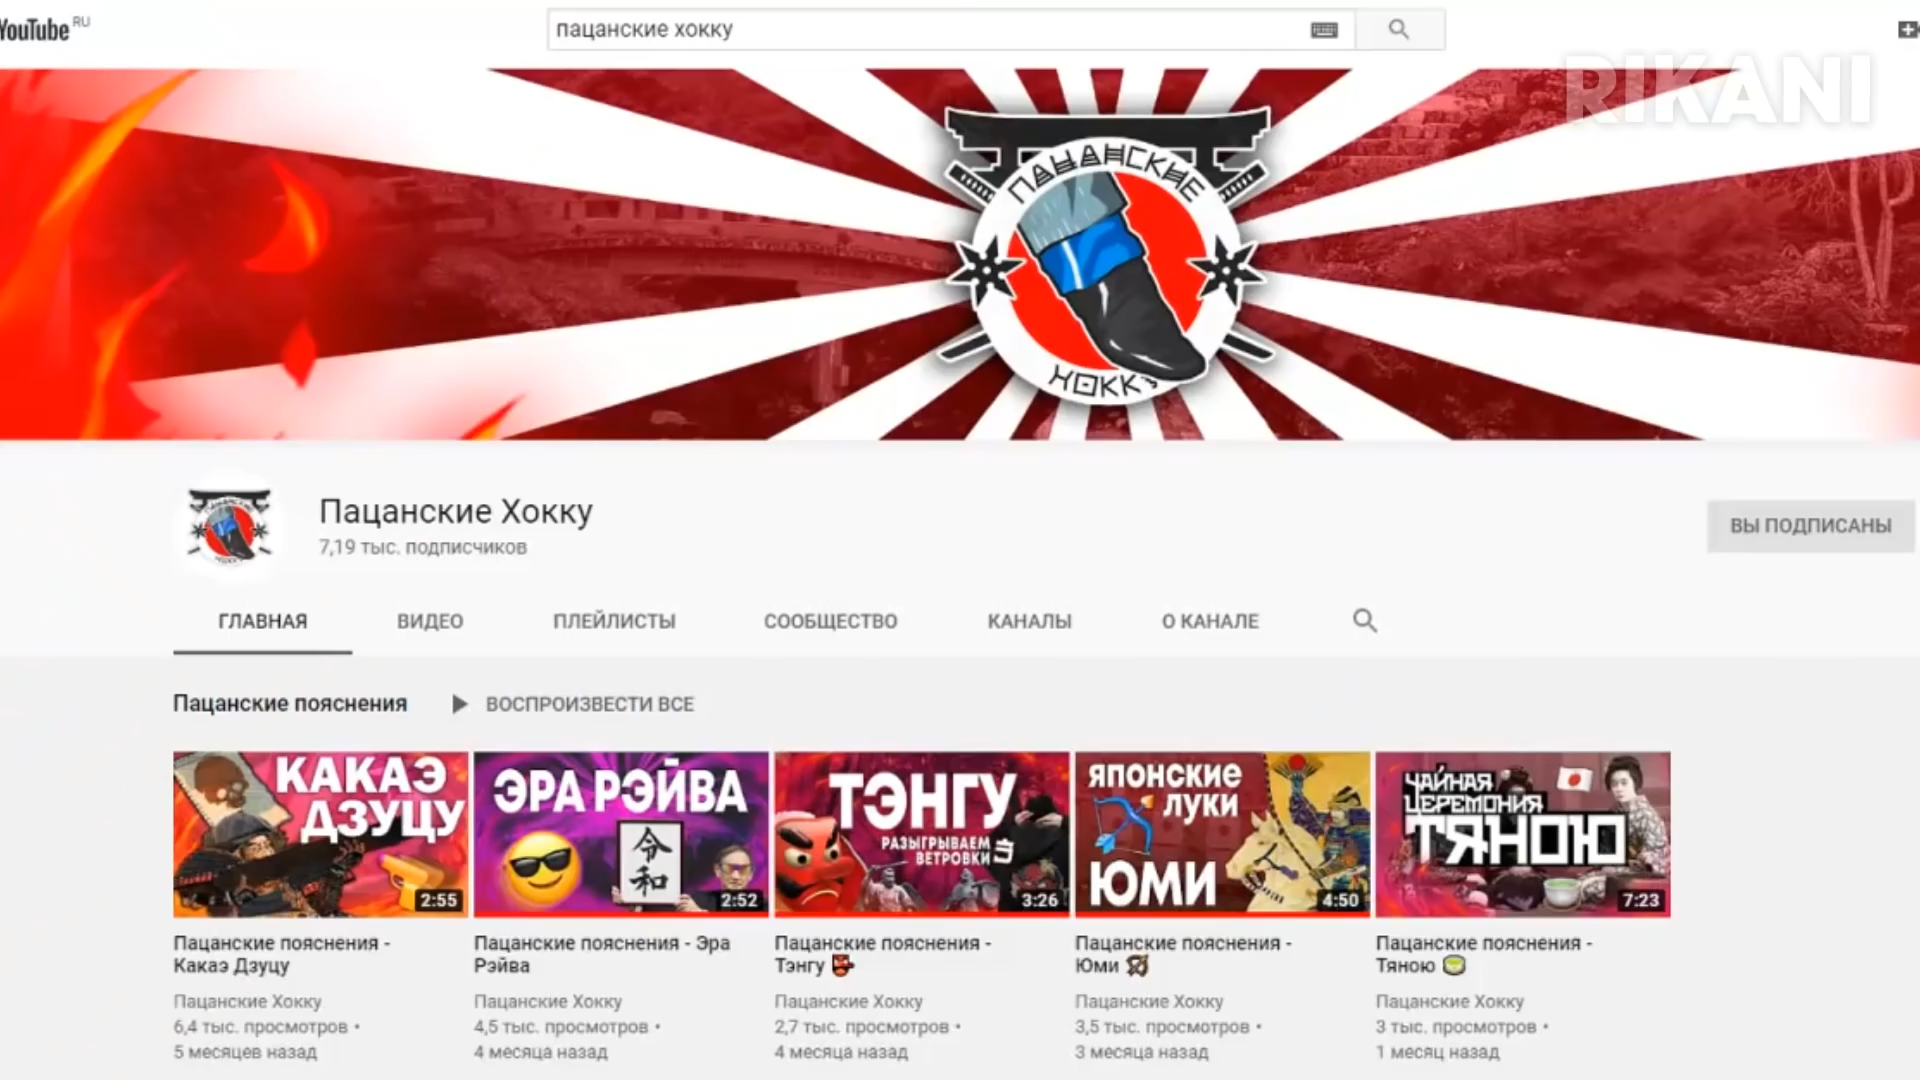 YouTube RU
пацанские хокку
RIKANI
ПАЦАНСКИЕ
ХОККУ
Пацанские Хокку
7,19 тыс. подписчиков
ВЫ ПОДПИСАНЫ
ГЛАВНАЯ ВИДЕО ПЛЕЙЛИСТЫ СООБЩЕСТВО КАНАЛЫ О КАНАЛЕ
Пацанские пояснения ВОСПРОИЗВЕСТИ ВСЕ
КАКАЭ
ДЗУЦУ
2:55
ЭРА РЭЙВА
令
和
2:52
ТЭНГУ
РАЗЫГРЫВАЕМ
ВЕТРОВКИ
3:26
ЯПОНСКИЕ
ЛУКИ
ЮМИ
4:50
ЧАЙНАЯ
ЦЕРЕМОНИЯ
ТЯНОЮ
7:23
Пацанские пояснения -
Какаэ Дзуцу
Пацанские Хокку
6,4 тыс. просмотров •
5 месяцев назад
Пацанские пояснения - Эра
Рэйва
Пацанские Хокку
4,5 тыс. просмотров •
4 месяца назад
Пацанские пояснения -
Тэнгу 👺
Пацанские Хокку
2,7 тыс. просмотров •
4 месяца назад
Пацанские пояснения -
Юми 🏹
Пацанские Хокку
3,5 тыс. просмотров •
3 месяца назад
Пацанские пояснения -
Тяною 🍵
Пацанские Хокку
3 тыс. просмотров •
1 месяц назад